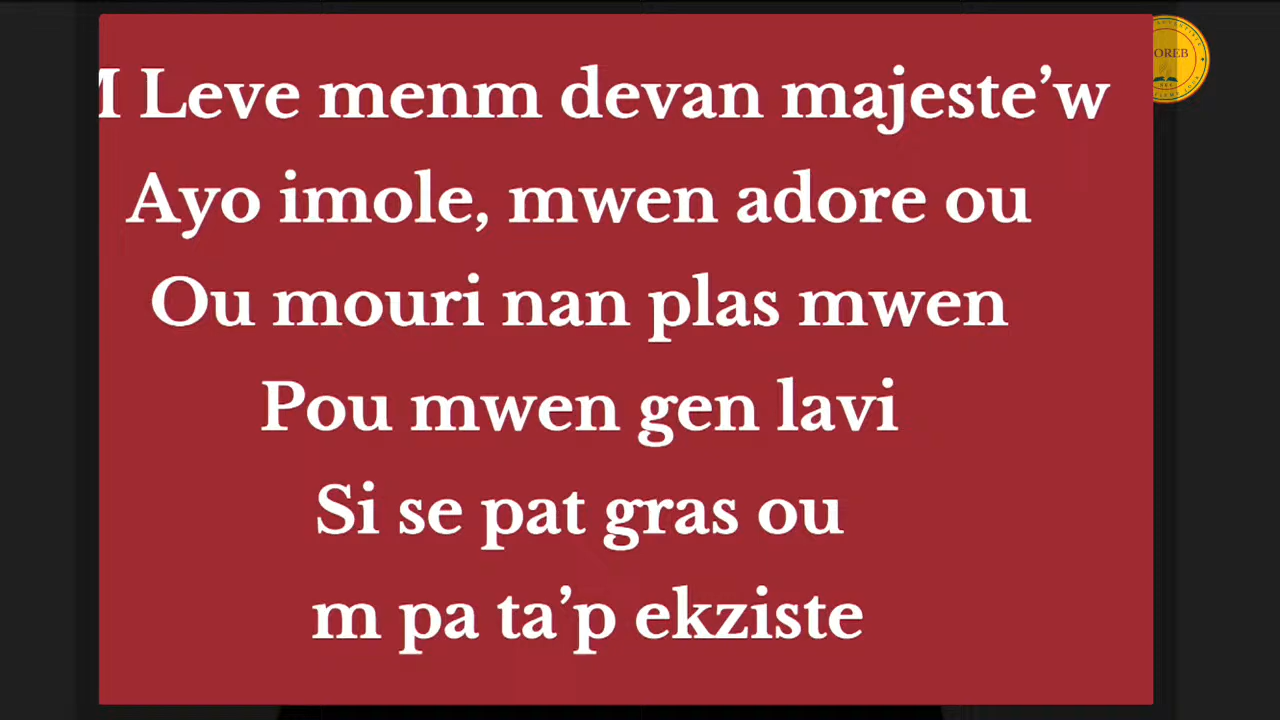 M Leve menm devan majeste’w
Ayo imole, mwen adore ou
Ou mouri nan plas mwen
Pou mwen gen lavi
Si se pat gras ou
m pa ta’p ekziste
OREB